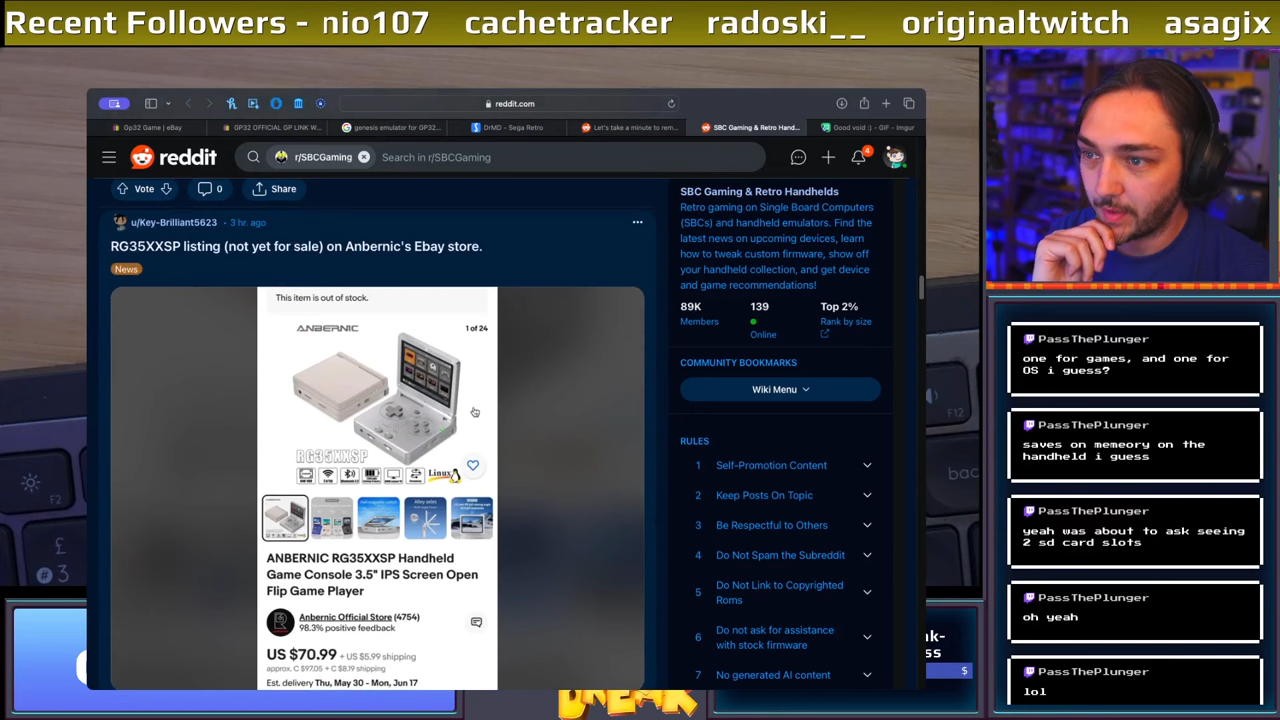 Recent Followers - nio107 cachetracker radoski__ originaltwitch asagix
reddit.com
Gp32 Game | eBay
GP32 OFFICIAL GP LINK W...
genesis emulator for GP32...
DrMD - Sega Retro
Let's take a minute to rem...
SBC Gaming & Retro Hand...
Good void :) - GIF - Imgur
reddit
r/SBCGaming
Search in r/SBCGaming
4
Vote
0
Share
u/Key-Brilliant5623 • 3 hr. ago
RG35XXSP listing (not yet for sale) on Anbernic's Ebay store.
News
This item is out of stock.
ANBERNIC
1 of 24
RG35XXSP
Linux
ANBERNIC RG35XXSP Handheld
Game Console 3.5" IPS Screen Open
Flip Game Player
Anbernic Official Store (4754)
98.3% positive feedback
US $70.99 + US $5.99 shipping
approx. C $97.05 + C $8.19 shipping
Est. delivery Thu, May 30 - Mon, Jun 17
SBC Gaming & Retro Handhelds
Retro gaming on Single Board Computers
(SBCs) and handheld emulators. Find the
latest news on upcoming devices, learn
how to tweak custom firmware, show off
your handheld collection, and get device
and game recommendations!
89K
139
Top 2%
Members
Online
Rank by size
COMMUNITY BOOKMARKS
Wiki Menu
RULES
1 Self-Promotion Content
2 Keep Posts On Topic
3 Be Respectful to Others
4 Do Not Spam the Subreddit
5 Do Not Link to Copyrighted
Roms
6 Do not ask for assistance
with stock firmware
7 No generated AI content
PassThePlunger
one for games, and one for
OS i guess?
PassThePlunger
saves on memeory on the
handheld i guess
PassThePlunger
yeah was about to ask seeing
2 sd card slots
PassThePlunger
oh yeah
PassThePlunger
lol
F2
F12
bac
£
# 3
$